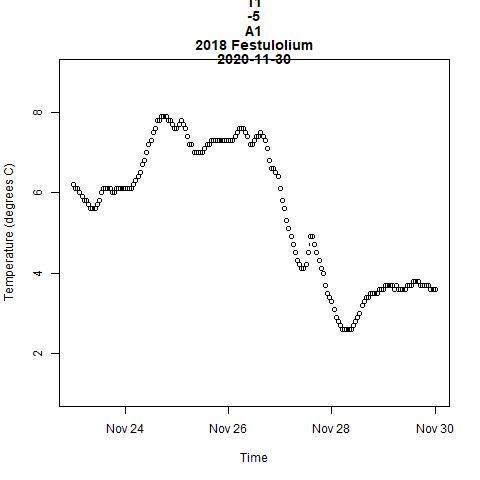 T1
-5
A1
2018 Festulolium
2020-11-30
Temperature (degrees C)
8
6
4
2
Nov 24 Nov 26 Nov 28 Nov 30
Time